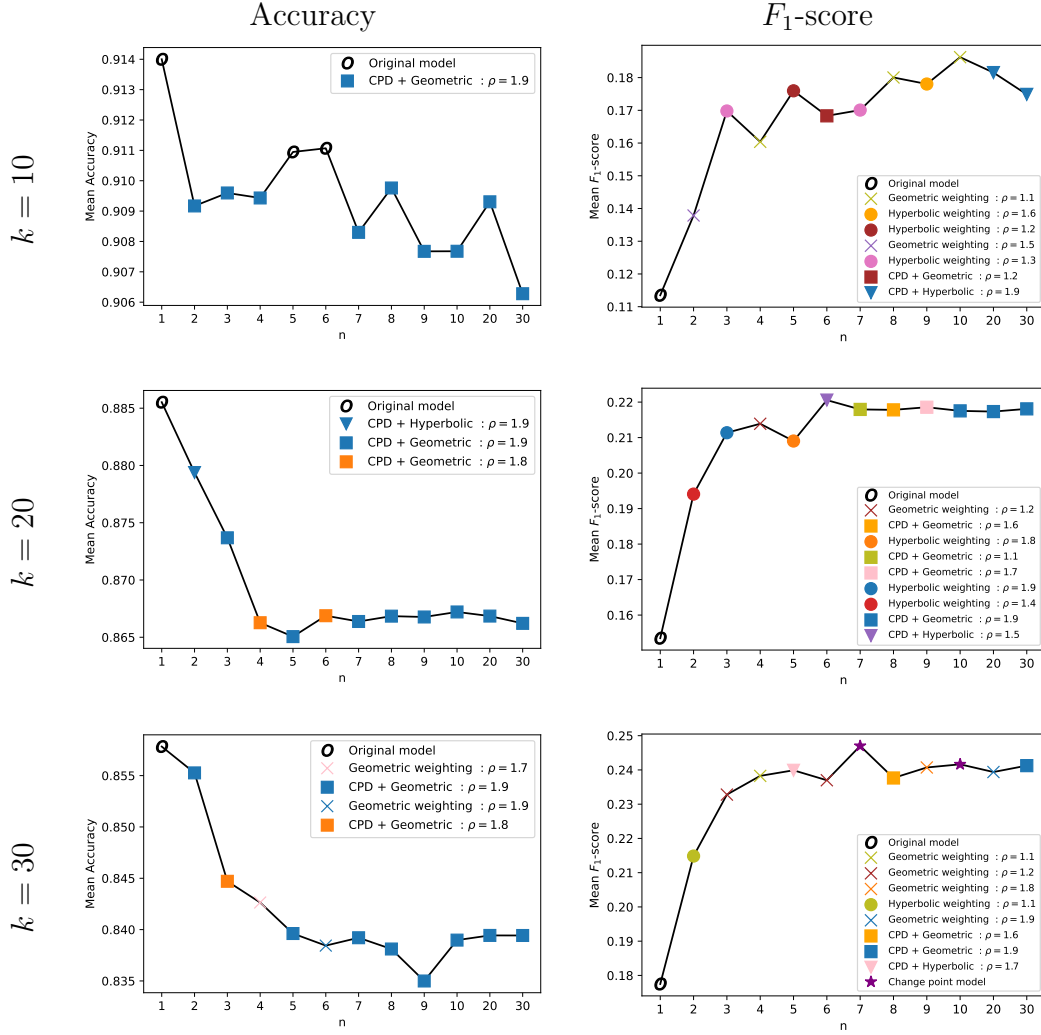 Accuracy
F₁-score
k = 10
0.914
0.913
0.912
0.911
0.910
0.909
0.908
0.907
0.906
Mean Accuracy
O Original model
CPD + Geometric : ρ = 1.9
1 2 3 4 5 6 7 8 9 10 20 30
n
0.18
0.17
0.16
0.15
0.14
0.13
0.12
0.11
Mean F₁-score
O Original model
Geometric weighting : ρ = 1.1
Hyperbolic weighting : ρ = 1.6
Hyperbolic weighting : ρ = 1.2
Geometric weighting : ρ = 1.5
Hyperbolic weighting : ρ = 1.3
CPD + Geometric : ρ = 1.2
CPD + Hyperbolic : ρ = 1.9
1 2 3 4 5 6 7 8 9 10 20 30
n
k = 20
0.885
0.880
0.875
0.870
0.865
Mean Accuracy
O Original model
CPD + Hyperbolic : ρ = 1.9
CPD + Geometric : ρ = 1.9
CPD + Geometric : ρ = 1.8
1 2 3 4 5 6 7 8 9 10 20 30
n
0.22
0.21
0.20
0.19
0.18
0.17
0.16
Mean F₁-score
O Original model
Geometric weighting : ρ = 1.2
CPD + Geometric : ρ = 1.6
Hyperbolic weighting : ρ = 1.8
CPD + Geometric : ρ = 1.1
CPD + Geometric : ρ = 1.7
Hyperbolic weighting : ρ = 1.9
Hyperbolic weighting : ρ = 1.4
CPD + Geometric : ρ = 1.9
CPD + Hyperbolic : ρ = 1.5
1 2 3 4 5 6 7 8 9 10 20 30
n
k = 30
0.855
0.850
0.845
0.840
0.835
Mean Accuracy
O Original model
Geometric weighting : ρ = 1.7
CPD + Geometric : ρ = 1.9
Geometric weighting : ρ = 1.9
CPD + Geometric : ρ = 1.8
1 2 3 4 5 6 7 8 9 10 20 30
n
0.25
0.24
0.23
0.22
0.21
0.20
0.19
0.18
Mean F₁-score
O Original model
Geometric weighting : ρ = 1.1
Geometric weighting : ρ = 1.2
Geometric weighting : ρ = 1.8
Hyperbolic weighting : ρ = 1.1
Geometric weighting : ρ = 1.9
CPD + Geometric : ρ = 1.6
CPD + Geometric : ρ = 1.9
CPD + Hyperbolic : ρ = 1.7
Change point model
1 2 3 4 5 6 7 8 9 10 20 30
n